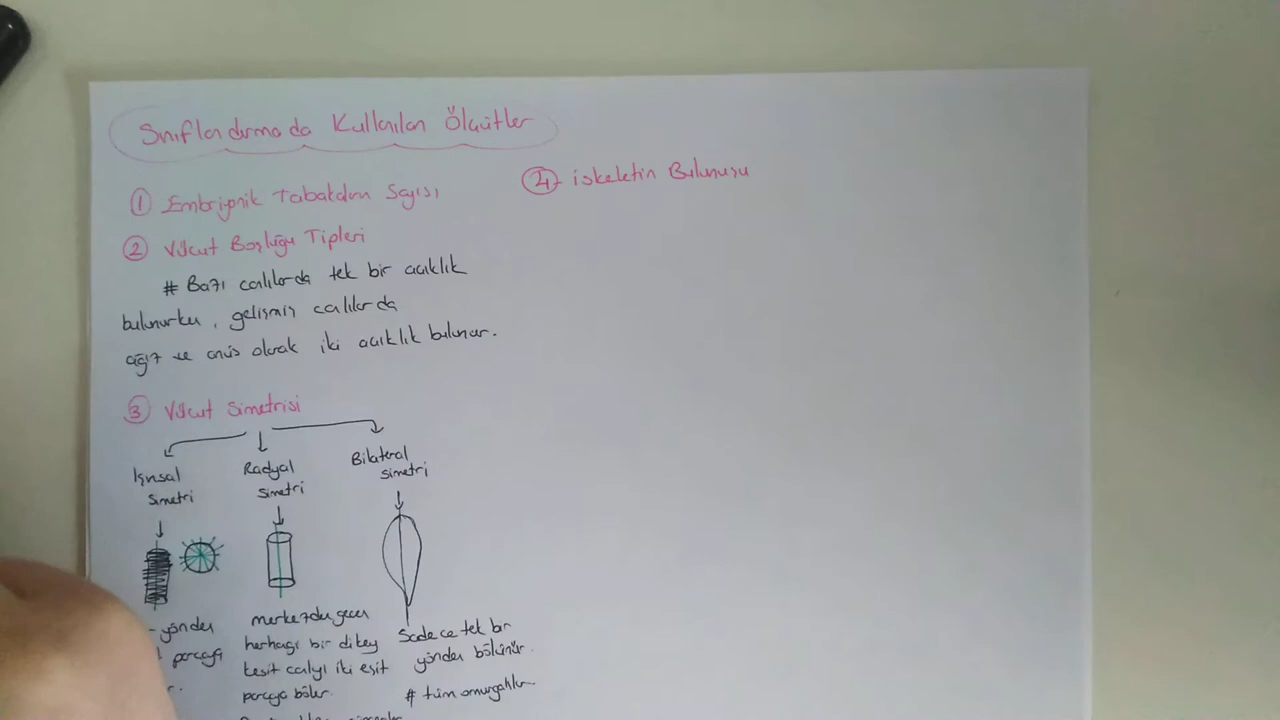 Sınıflandırmada Kullanılan Ölçütler
① Embriyonik Tabakaların Sayısı
② Vücut Boşluğu Tipleri
# Bazı canlılarda tek bir açıklık
bulunurken, gelişmiş canlılarda
ağız ve anüs olarak iki açıklık bulunur.
③ Vücut Simetrisi
Işınsal simetri
Radyal simetri
Bilateral simetri
yönden
parçaya
merkezden geçen
herhangi bir dikey
kesit canlıyı iki eşit
parçaya böler.
Sadece tek bir
yönden bölünür.
# tüm omurgalılar
④ iskeletin Bulunuşu